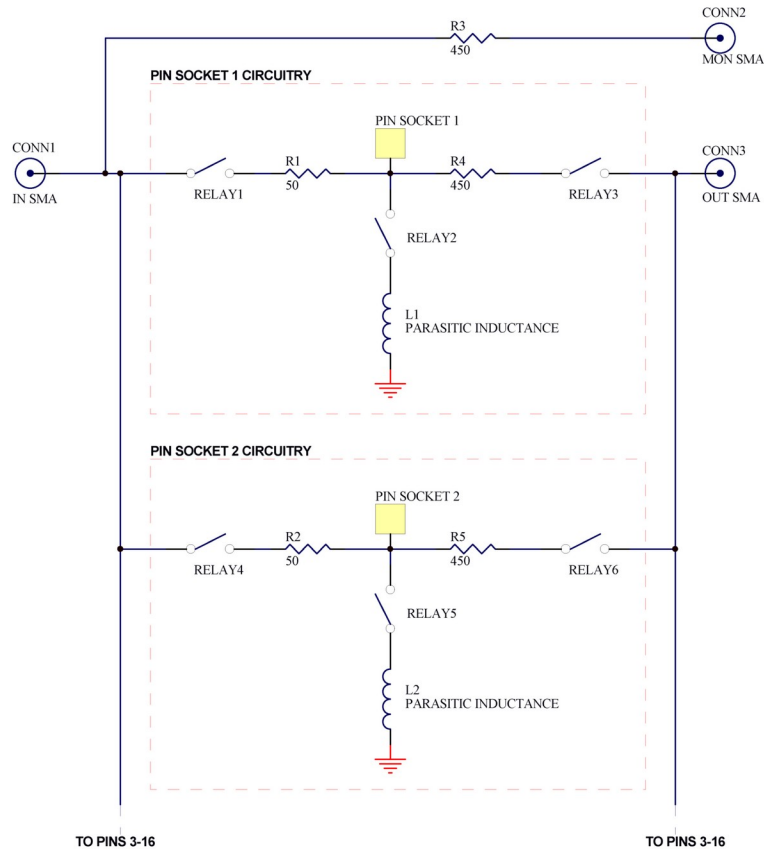 CONN2
R3
450
MON SMA
PIN SOCKET 1 CIRCUITRY
PIN SOCKET 1
CONN1
IN SMA
RELAY1
R1
50
R4
450
RELAY3
CONN3
OUT SMA
RELAY2
L1
PARASITIC INDUCTANCE
PIN SOCKET 2 CIRCUITRY
PIN SOCKET 2
RELAY4
R2
50
R5
450
RELAY6
RELAY5
L2
PARASITIC INDUCTANCE
TO PINS 3-16
TO PINS 3-16